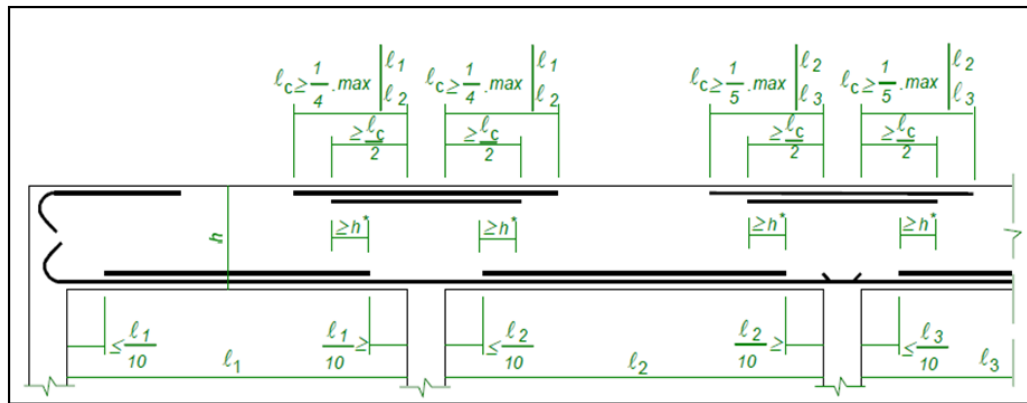 ℓc ≥ 1/4 . max | ℓ1 ℓ2
ℓc ≥ 1/4 . max | ℓ1 ℓ2
ℓc ≥ 1/5 . max | ℓ2 ℓ3
ℓc ≥ 1/5 . max | ℓ2 ℓ3
≥ ℓc/2
≥ ℓc/2
≥ ℓc/2
≥ ℓc/2
h
≥h*
≥h*
≥h*
≥h*
≤ ℓ1/10
ℓ1/10 ≥
≤ ℓ2/10
ℓ2/10 ≥
≤ ℓ3/10
ℓ1
ℓ2
ℓ3